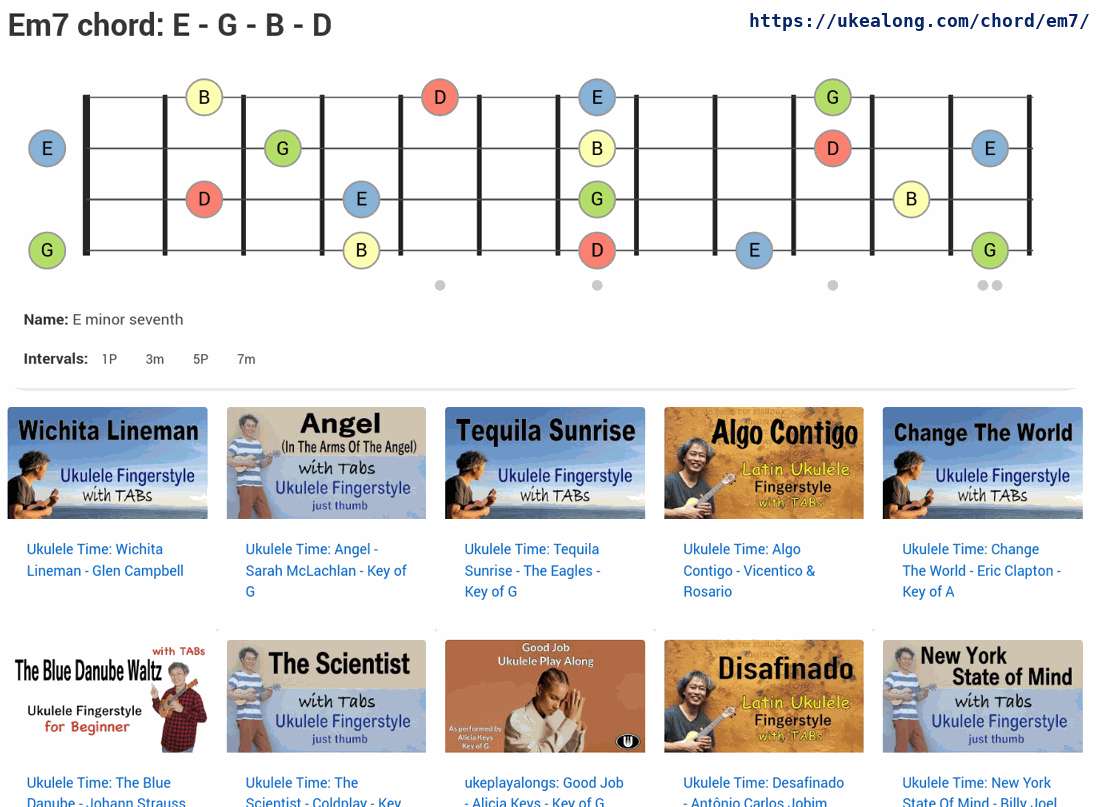 Em7 chord: E - G - B - D
https://ukealong.com/chord/em7/
B D E G
E G B D E
D E G B
G B D E G
Name: E minor seventh
Intervals: 1P 3m 5P 7m
Wichita Lineman
Ukulele Fingerstyle
with TABs
Angel
(In The Arms Of The Angel)
with Tabs
Ukulele Fingerstyle
just thumb
Tequila Sunrise
Ukulele Fingerstyle
with TABs
Algo Contigo
Latin Ukulele
Fingerstyle
with TABs
Change The World
Ukulele Fingerstyle
with TABs
Ukulele Time: Wichita
Lineman - Glen Campbell
Ukulele Time: Angel -
Sarah McLachlan - Key of
G
Ukulele Time: Tequila
Sunrise - The Eagles -
Key of G
Ukulele Time: Algo
Contigo - Vicentico &
Rosario
Ukulele Time: Change
The World - Eric Clapton -
Key of A
with TABs
The Blue Danube Waltz
Ukulele Fingerstyle
for Beginner
The Scientist
with Tabs
Ukulele Fingerstyle
just thumb
Good Job
Ukulele Play Along
As performed by
Alicia Keys
Key of G
Disafinado
Latin Ukulele
Fingerstyle
with TABs
New York
State of Mind
with Tabs
Ukulele Fingerstyle
just thumb
Ukulele Time: The Blue
Danube - Johann Strauss
Ukulele Time: The
Scientist - Coldplay - Key
ukeplayalongs: Good Job
- Alicia Keys - Key of G
Ukulele Time: Desafinado
- Antônio Carlos Jobim
Ukulele Time: New York
State Of Mind - Billy Joel